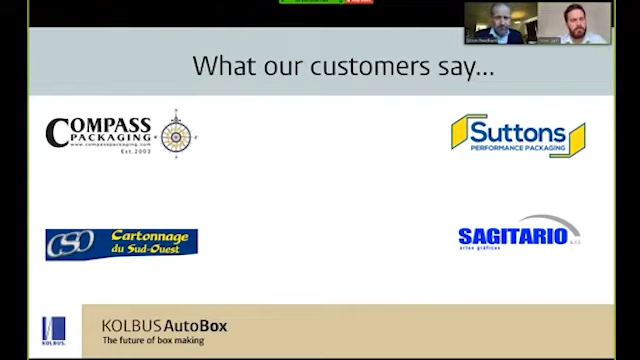 What our customers say...
COMPASS
PACKAGING
www.compasspackaging.com
Est.2003
Suttons
PERFORMANCE PACKAGING
CSO
Cartonnage
du Sud-Ouest
SAGITARIO
artes gráficas
KOLBUS AutoBox
The future of box making
KOLBUS